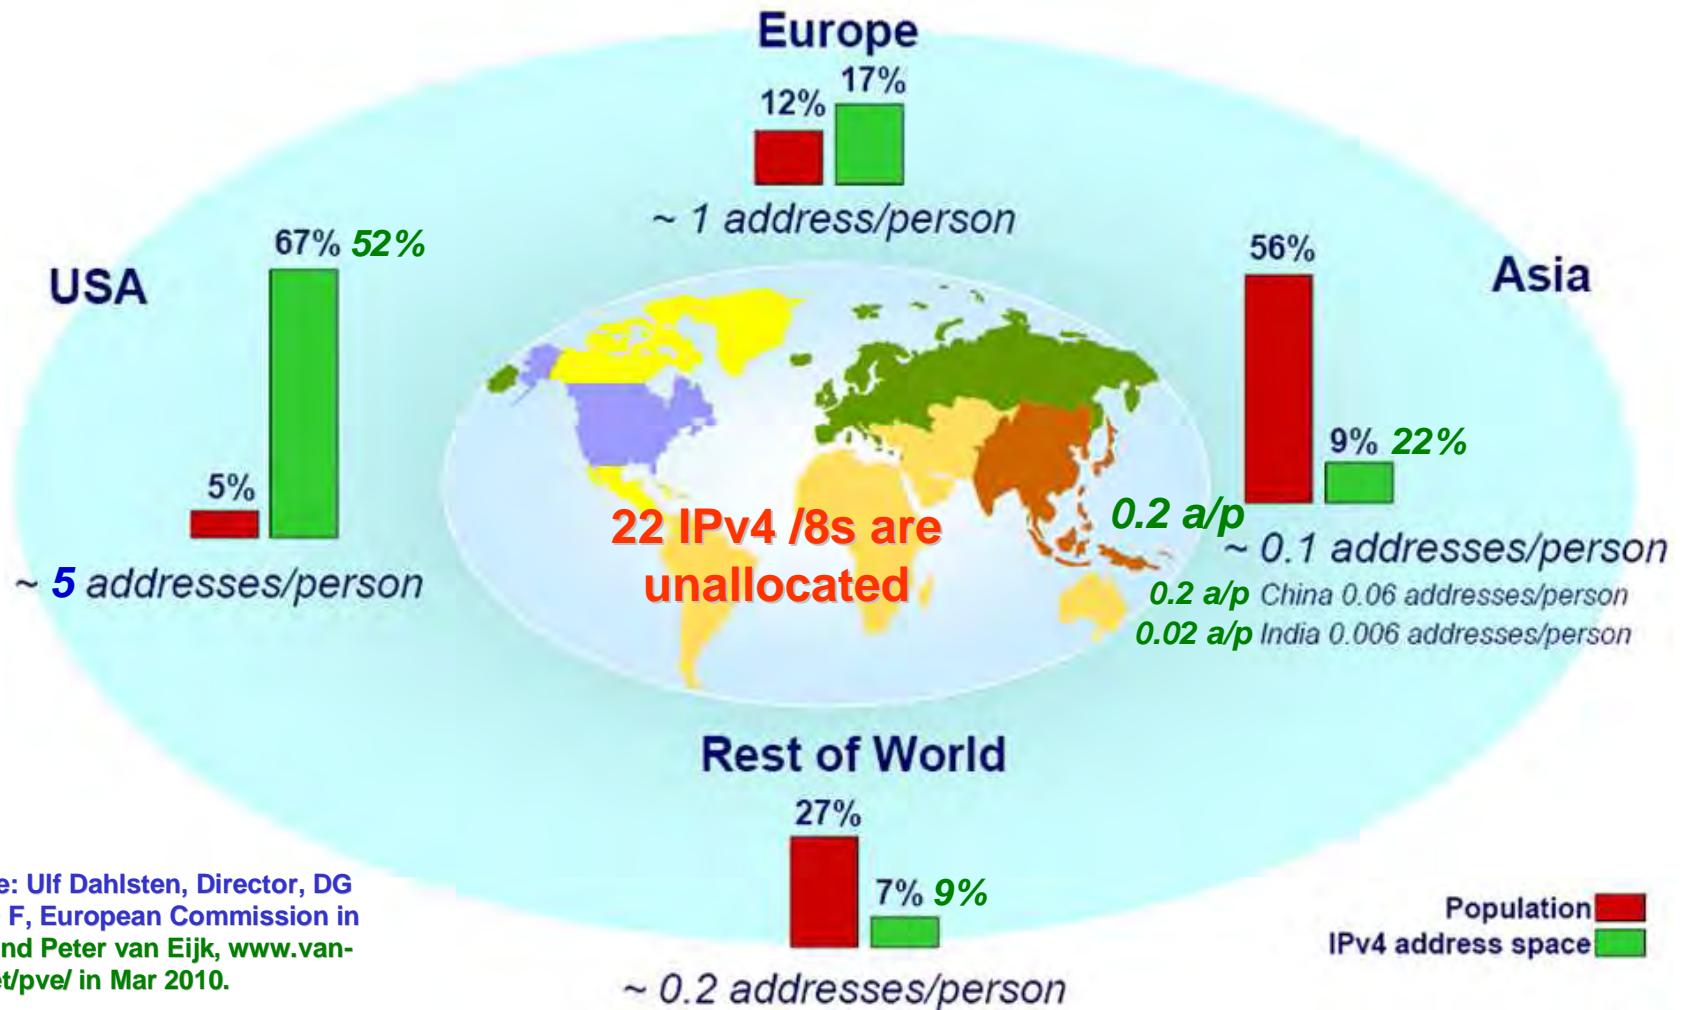 Europe
12% 17%
~ 1 address/person
USA
5% 67% 52%
~ 5 addresses/person
Asia
56% 9% 22%
0.2 a/p
~ 0.1 addresses/person
0.2 a/p China 0.06 addresses/person
0.02 a/p India 0.006 addresses/person
22 IPv4 /8s are
unallocated
Rest of World
27% 7% 9%
~ 0.2 addresses/person
e: Ulf Dahlsten, Director, DG
F, European Commission in
nd Peter van Eijk, www.van-
et/pve/ in Mar 2010.
Population
IPv4 address space